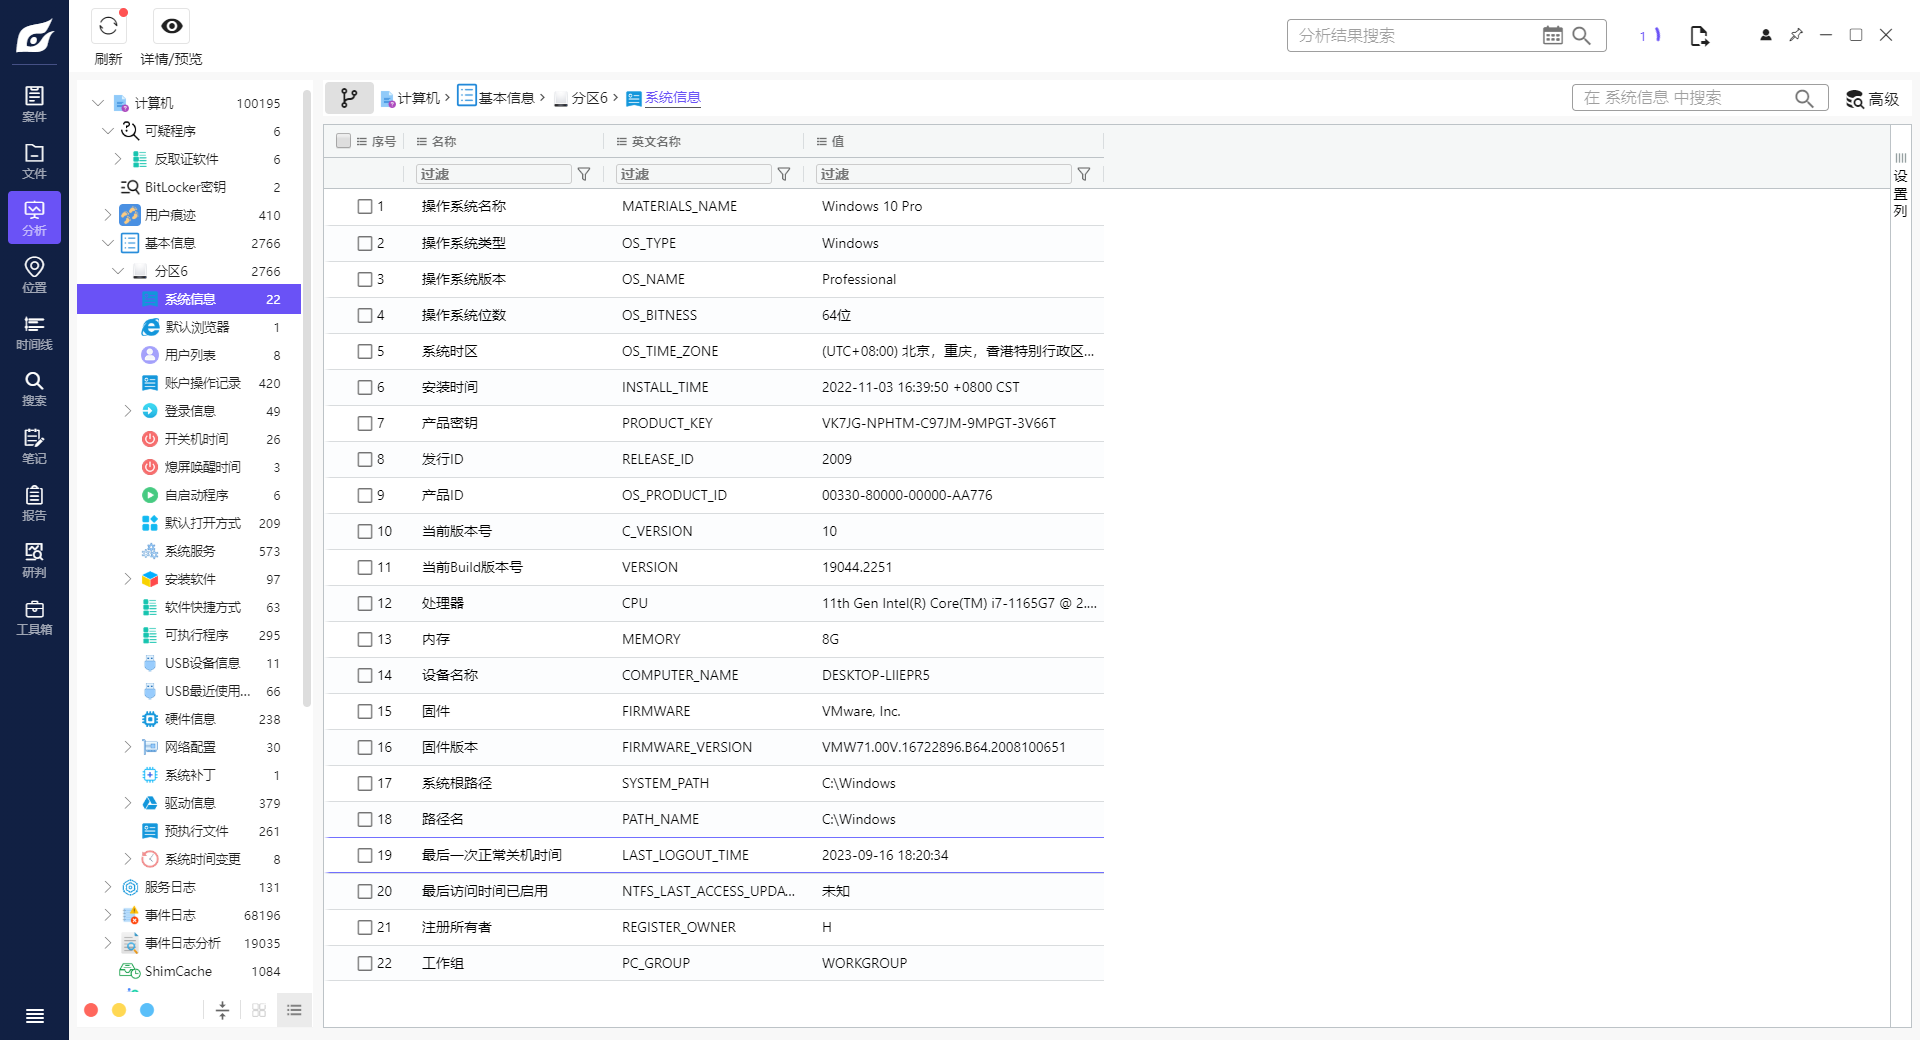 刷新
详情/预览
分析结果搜索
1
案件
文件
分析
位置
时间线
搜索
笔记
报告
研判
工具箱
计算机 100195
可疑程序 6
反取证软件 6
BitLocker密钥 2
用户痕迹 410
基本信息 2766
分区6 2766
系统信息 22
默认浏览器 1
用户列表 8
账户操作记录 420
登录信息 49
开关机时间 26
熄屏唤醒时间 3
自启动程序 6
默认打开方式 209
系统服务 573
安装软件 97
软件快捷方式 63
可执行程序 295
USB设备信息 11
USB最近使用... 66
硬件信息 238
网络配置 30
系统补丁 1
驱动信息 379
预执行文件 261
系统时间变更 8
服务日志 131
事件日志 68196
事件日志分析 19035
ShimCache 1084
计算机 › 基本信息 › 分区6 › 系统信息
在 系统信息 中搜索
高级
序号 名称 英文名称 值
过滤 过滤 过滤
1 操作系统名称 MATERIALS_NAME Windows 10 Pro
2 操作系统类型 OS_TYPE Windows
3 操作系统版本 OS_NAME Professional
4 操作系统位数 OS_BITNESS 64位
5 系统时区 OS_TIME_ZONE (UTC+08:00) 北京，重庆，香港特别行政区...
6 安装时间 INSTALL_TIME 2022-11-03 16:39:50 +0800 CST
7 产品密钥 PRODUCT_KEY VK7JG-NPHTM-C97JM-9MPGT-3V66T
8 发行ID RELEASE_ID 2009
9 产品ID OS_PRODUCT_ID 00330-80000-00000-AA776
10 当前版本号 C_VERSION 10
11 当前Build版本号 VERSION 19044.2251
12 处理器 CPU 11th Gen Intel(R) Core(TM) i7-1165G7 @ 2....
13 内存 MEMORY 8G
14 设备名称 COMPUTER_NAME DESKTOP-LIIEPR5
15 固件 FIRMWARE VMware, Inc.
16 固件版本 FIRMWARE_VERSION VMW71.00V.16722896.B64.2008100651
17 系统根路径 SYSTEM_PATH C:\Windows
18 路径名 PATH_NAME C:\Windows
19 最后一次正常关机时间 LAST_LOGOUT_TIME 2023-09-16 18:20:34
20 最后访问时间已启用 NTFS_LAST_ACCESS_UPDA... 未知
21 注册所有者 REGISTER_OWNER H
22 工作组 PC_GROUP WORKGROUP
设置列